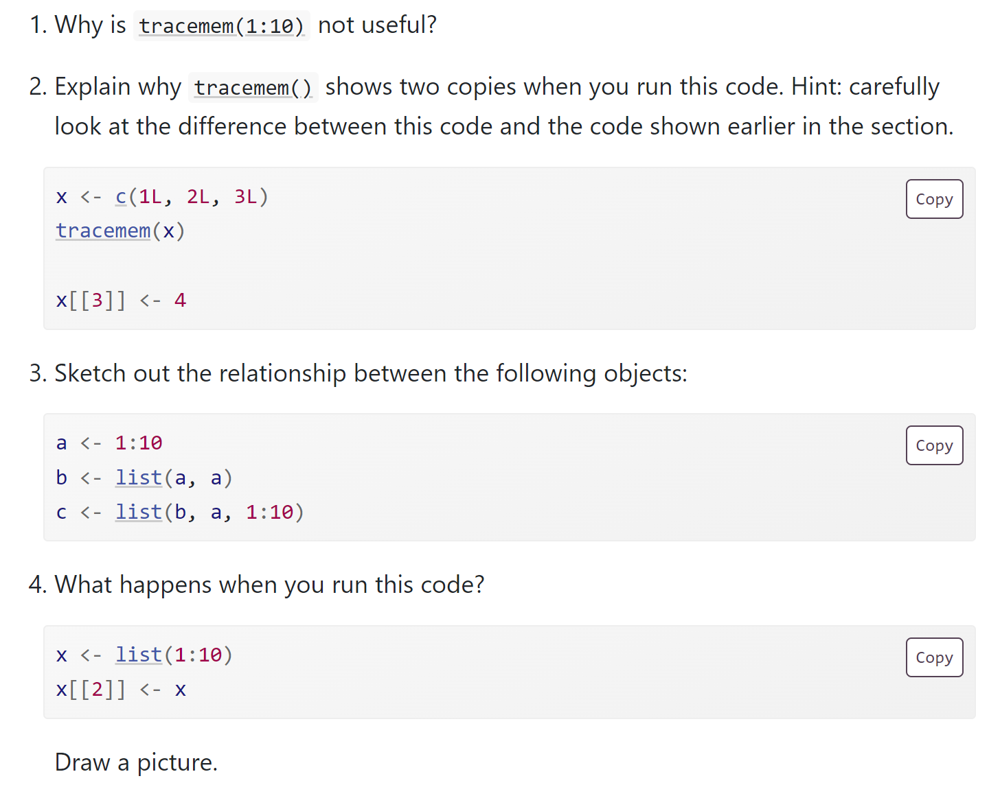 1. Why is tracemem(1:10) not useful?
2. Explain why tracemem() shows two copies when you run this code. Hint: carefully
look at the difference between this code and the code shown earlier in the section.
x <- c(1L, 2L, 3L)
Copy
tracemem(x)
x[[3]] <- 4
3. Sketch out the relationship between the following objects:
a <- 1:10
Copy
b <- list(a, a)
c <- list(b, a, 1:10)
4. What happens when you run this code?
x <- list(1:10)
Copy
x[[2]] <- x
Draw a picture.